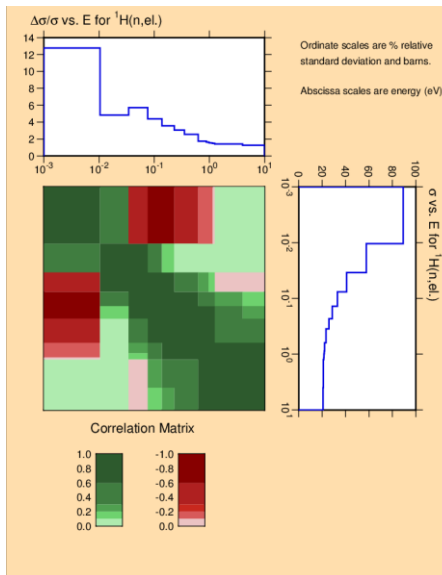 Δσ/σ vs. E for ¹H(n,el.)
Ordinate scales are % relative
standard deviation and barns.
Abscissa scales are energy (eV).
14
12
10
8
6
4
2
0
10⁻³ 10⁻² 10⁻¹ 10⁰ 10¹
σ vs. E for ¹H(n,el.)
0 20 40 60 80 100
10⁻³
10⁻²
10⁻¹
10⁰
10¹
Correlation Matrix
1.0 -1.0
0.8 -0.8
0.6 -0.6
0.4 -0.4
0.2 -0.2
0.0 0.0